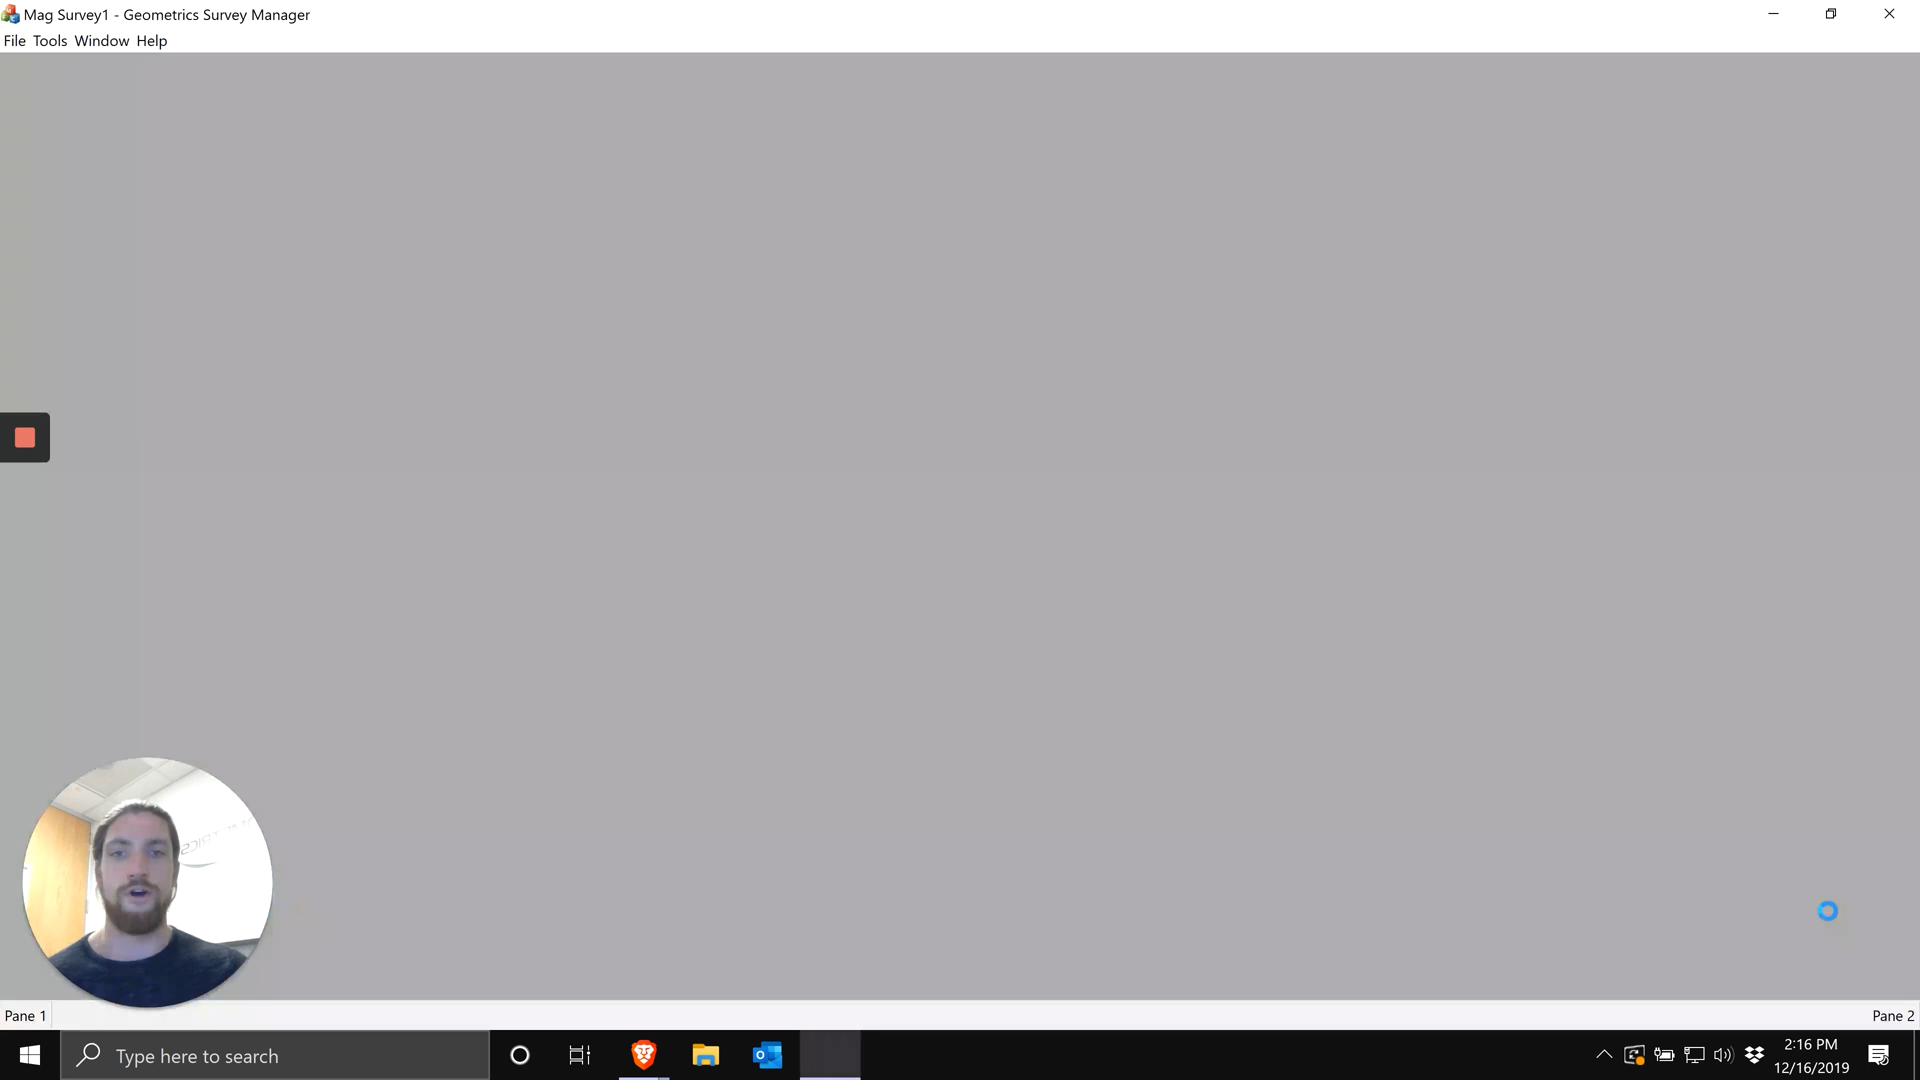 Mag Survey1 - Geometrics Survey Manager
File Tools Window Help
Pane 1
Pane 2
Type here to search
2:16 PM
12/16/2019